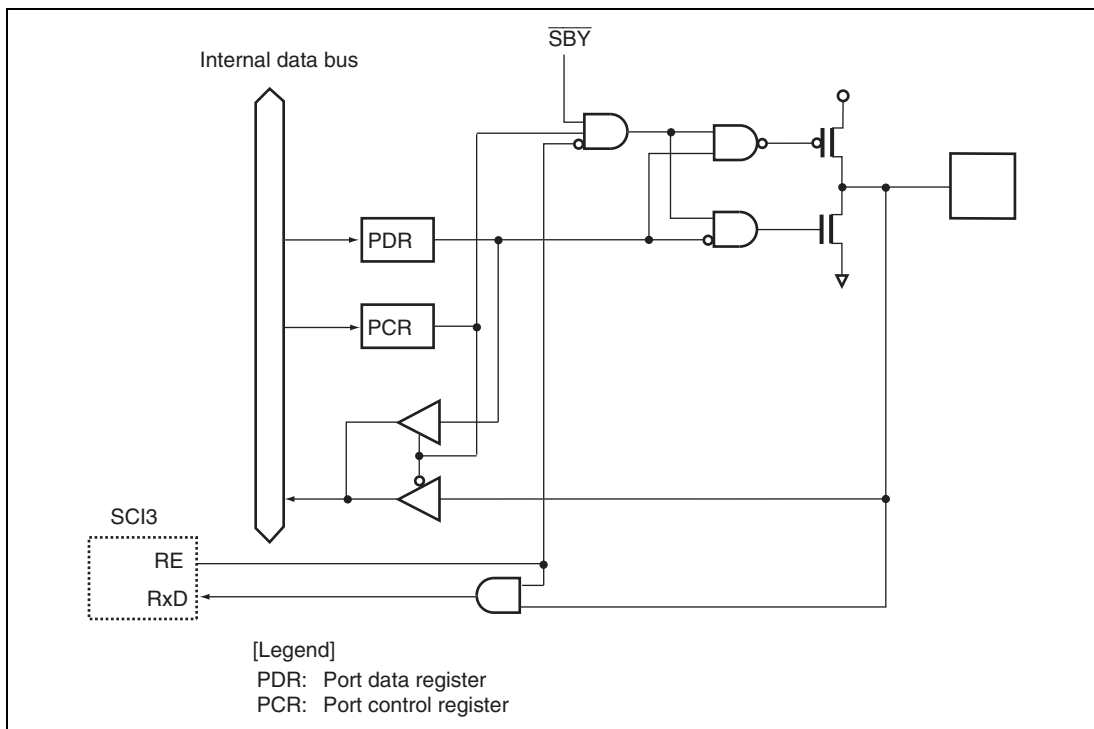 SBY
Internal data bus
PDR
PCR
SCI3
RE
RxD
[Legend]
PDR: Port data register
PCR: Port control register